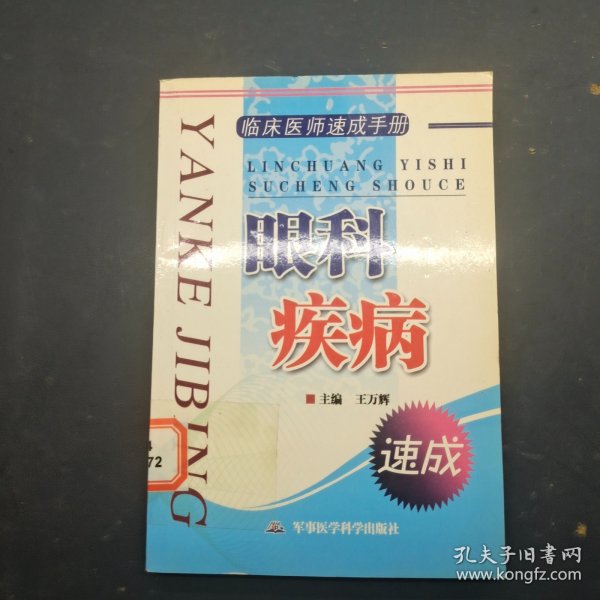 临床医师速成手册
LINCHUANG YISHI
SUCHENG SHOUCE
YANKE JIBING
眼科
疾病
主编 王万辉
速成
4
72
军事医学科学出版社
孔夫子旧书网
www.kongfz.com